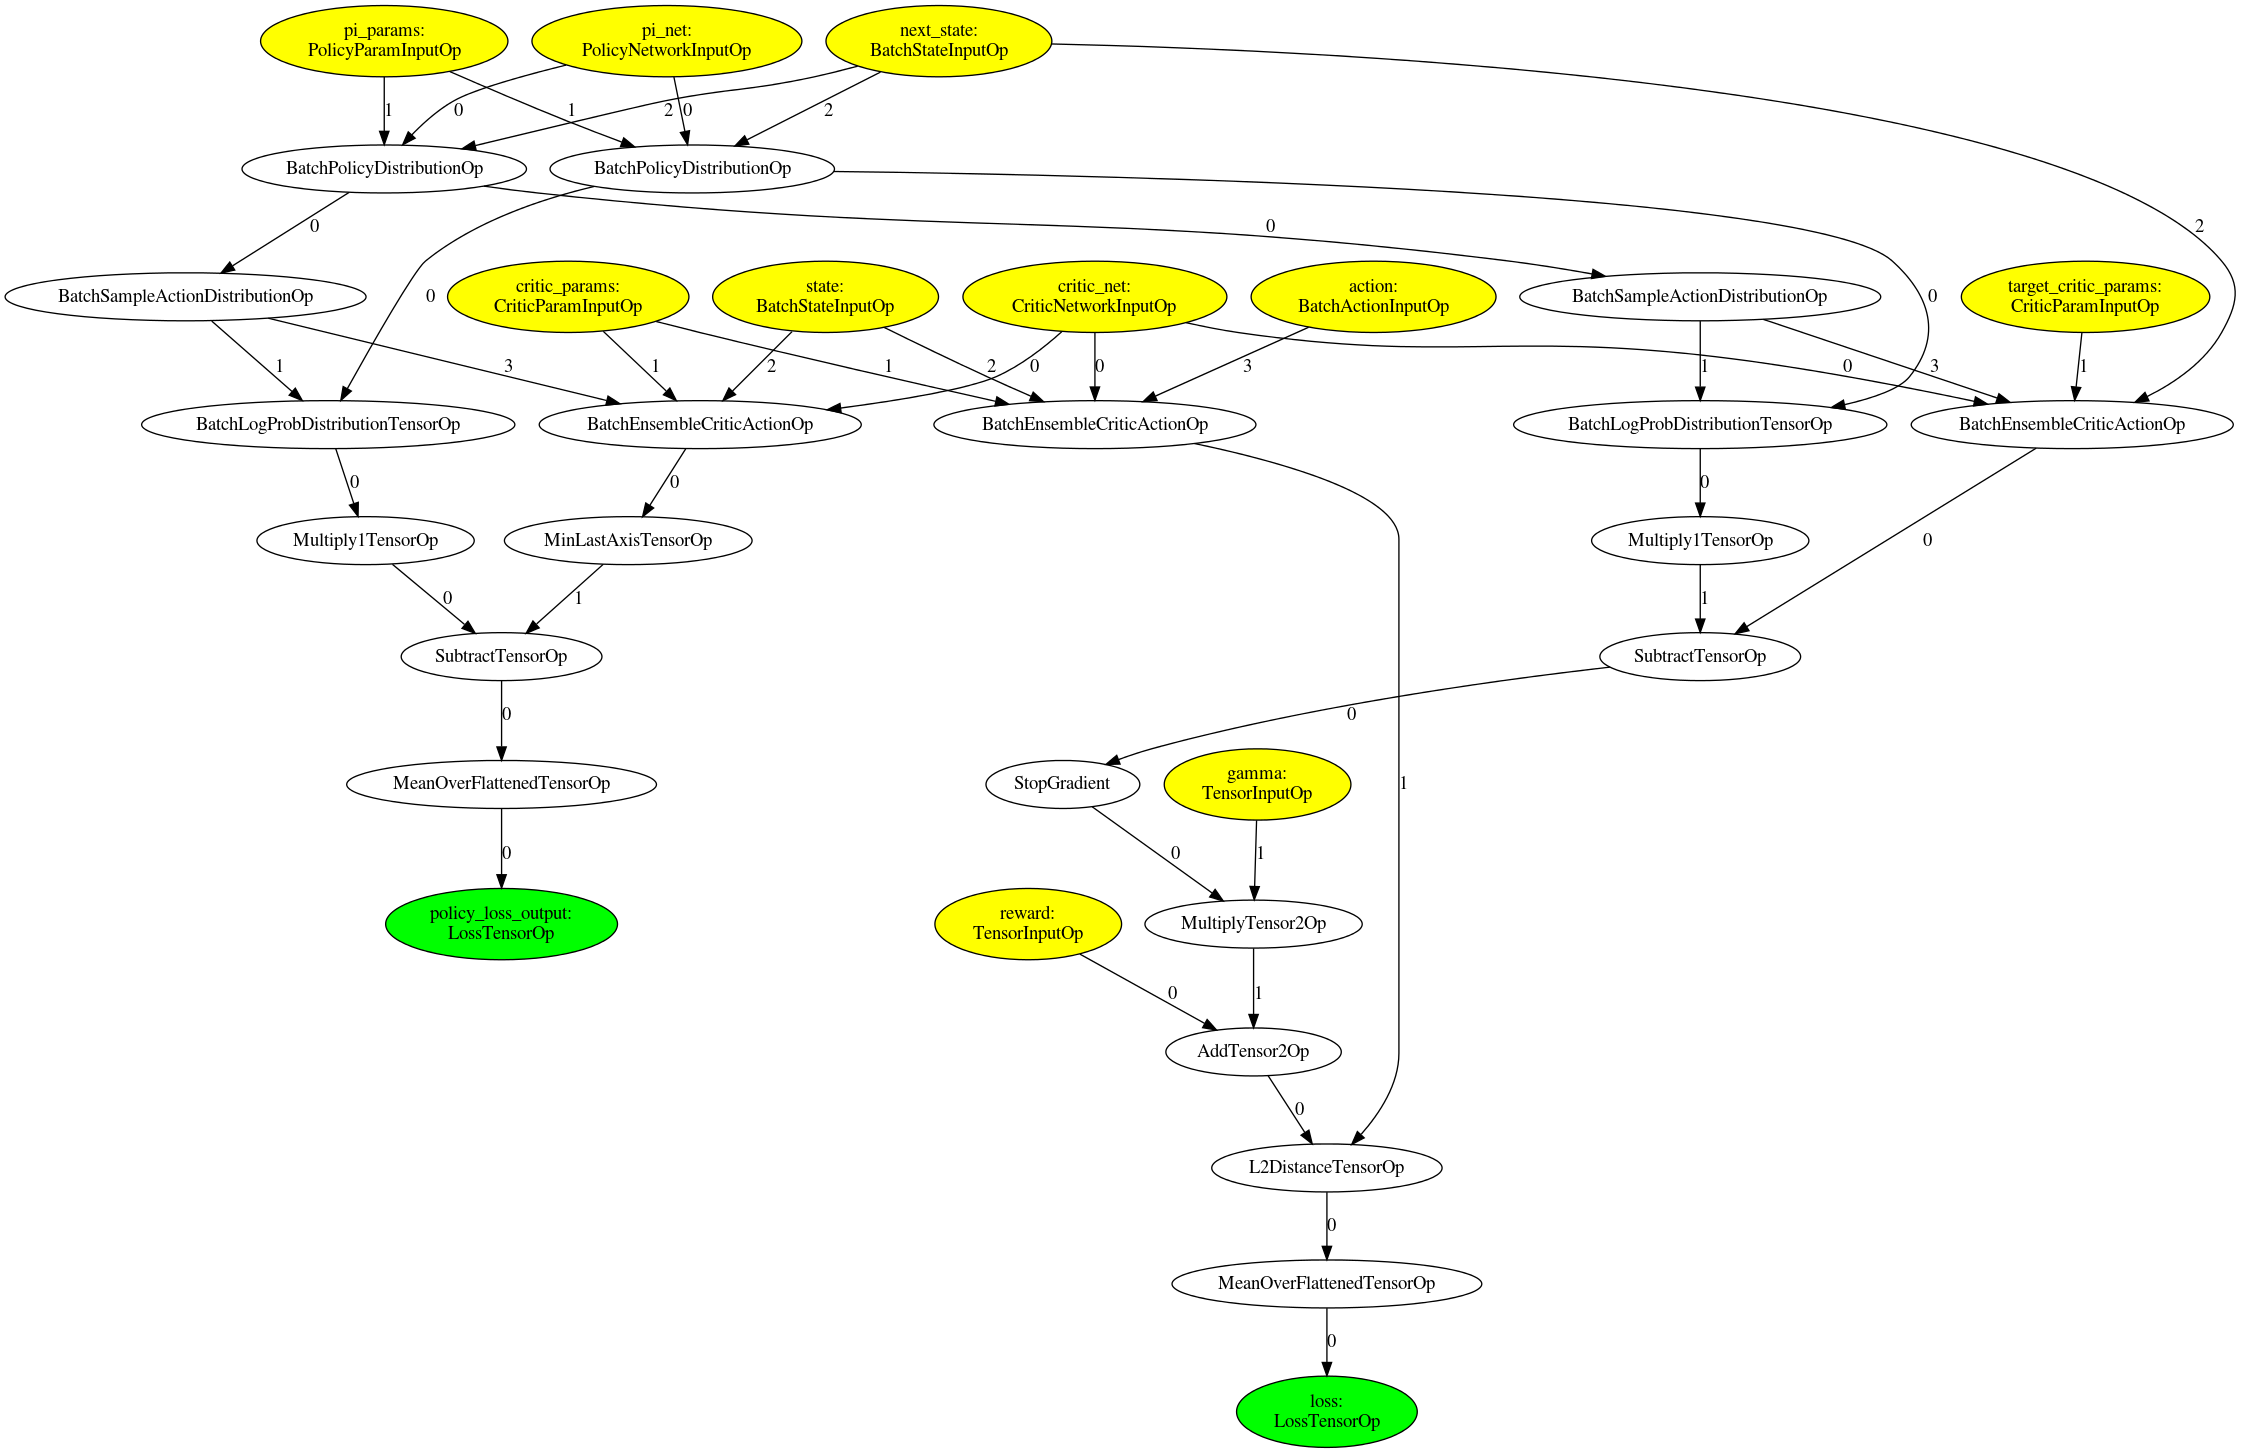 pi_params:
PolicyParamInputOp
pi_net:
PolicyNetworkInputOp
next_state:
BatchStateInputOp
1
0
2
1
0
2
BatchPolicyDistributionOp
BatchPolicyDistributionOp
0
0
2
BatchSampleActionDistributionOp
0
critic_params:
CriticParamInputOp
state:
BatchStateInputOp
critic_net:
CriticNetworkInputOp
action:
BatchActionInputOp
BatchSampleActionDistributionOp
0
target_critic_params:
CriticParamInputOp
1
3
1
2
1
2
0
0
3
1
0
3
1
BatchLogProbDistributionTensorOp
BatchEnsembleCriticActionOp
BatchEnsembleCriticActionOp
BatchLogProbDistributionTensorOp
BatchEnsembleCriticActionOp
0
0
0
Multiply1TensorOp
MinLastAxisTensorOp
Multiply1TensorOp
0
0
1
1
SubtractTensorOp
SubtractTensorOp
0
0
MeanOverFlattenedTensorOp
StopGradient
gamma:
TensorInputOp
1
0
0
1
policy_loss_output:
LossTensorOp
reward:
TensorInputOp
MultiplyTensor2Op
0
1
AddTensor2Op
0
L2DistanceTensorOp
0
MeanOverFlattenedTensorOp
0
loss:
LossTensorOp